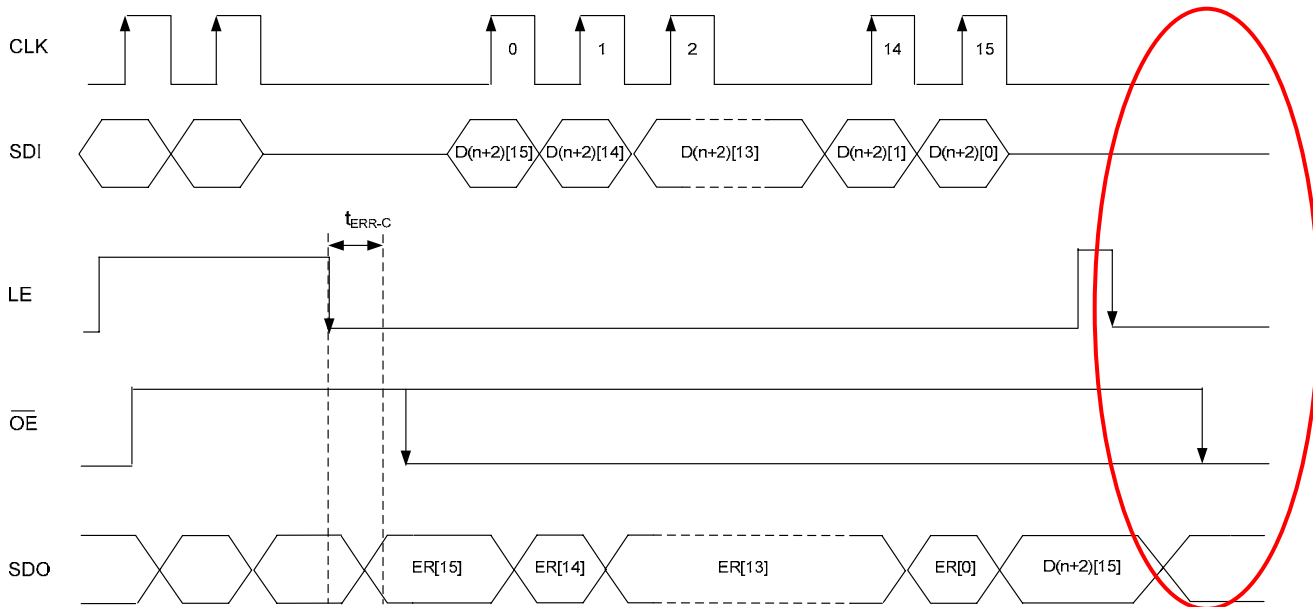 CLK 0 1 2 14 15
SDI D(n+2)[15] D(n+2)[14] D(n+2)[13] D(n+2)[1] D(n+2)[0]
tERR-C
LE
OE
SDO ER[15] ER[14] ER[13] ER[0] D(n+2)[15]